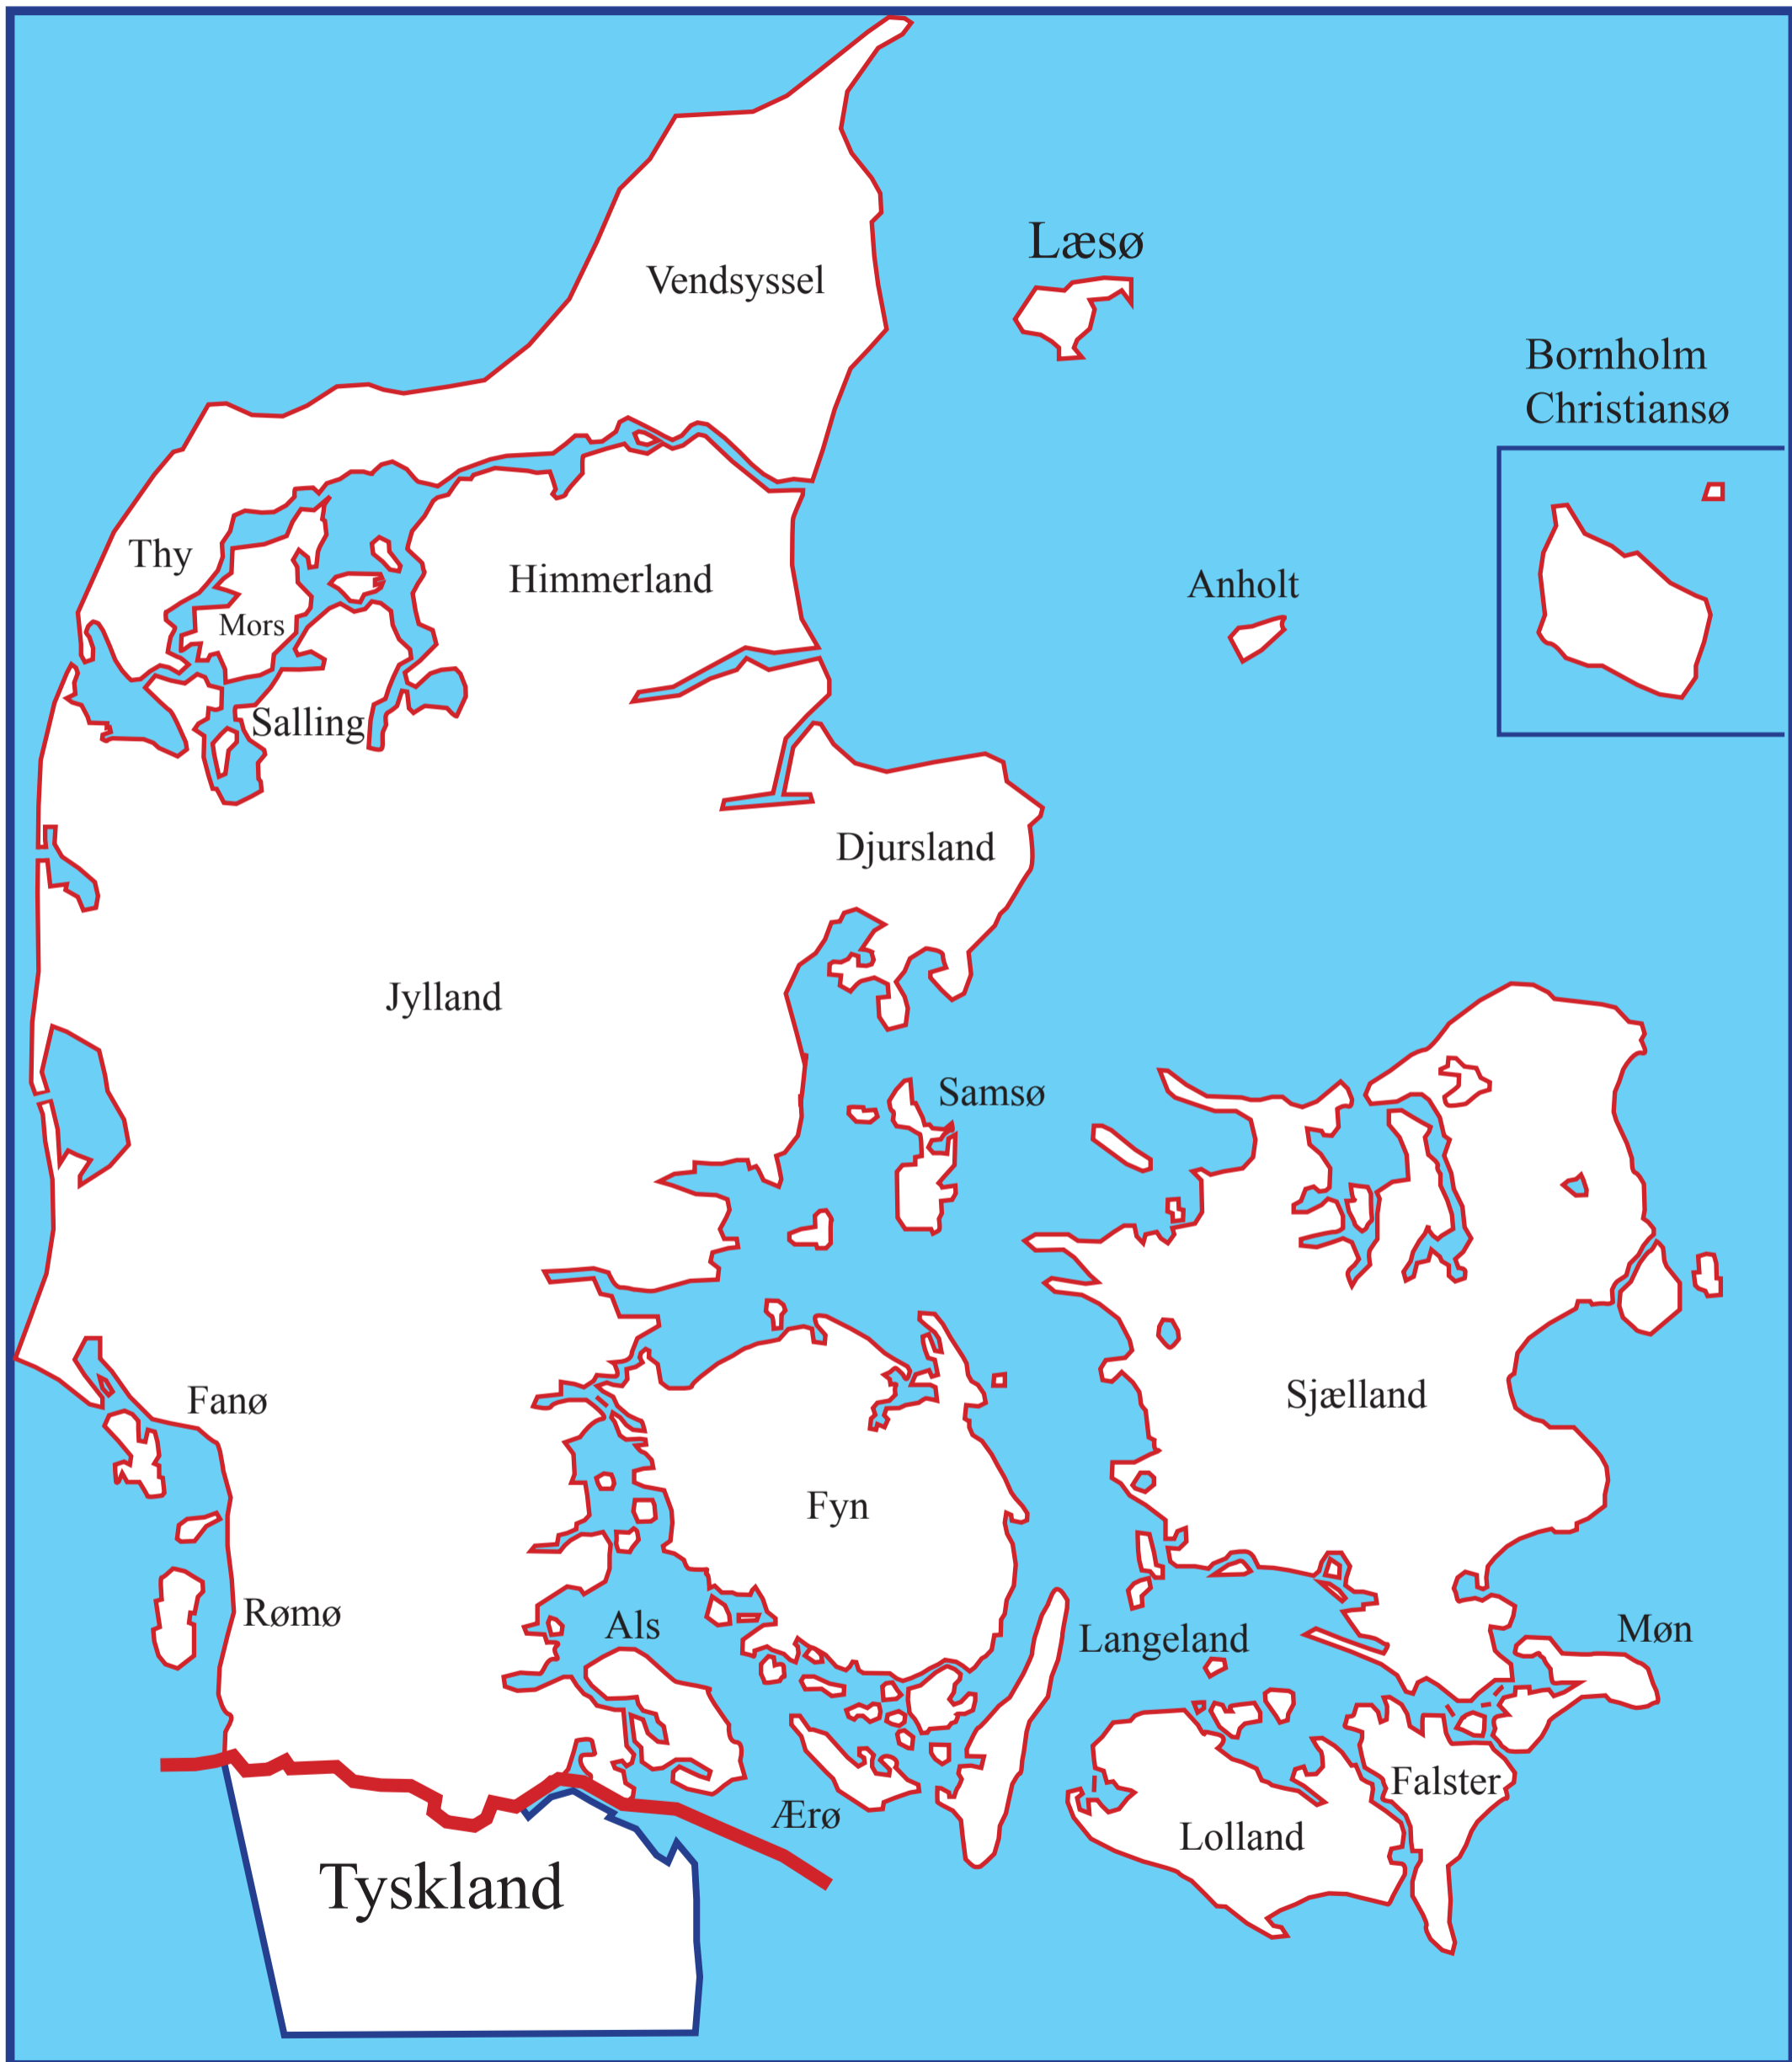 Læsø
Vendsyssel
Bornholm
Christiansø
Thy
Himmerland
Anholt
Mors
Salling
Djursland
Jylland
Samsø
Sjælland
Fanø
Fyn
Rømø
Als
Langeland
Møn
Falster
Ærø
Lolland
Tyskland